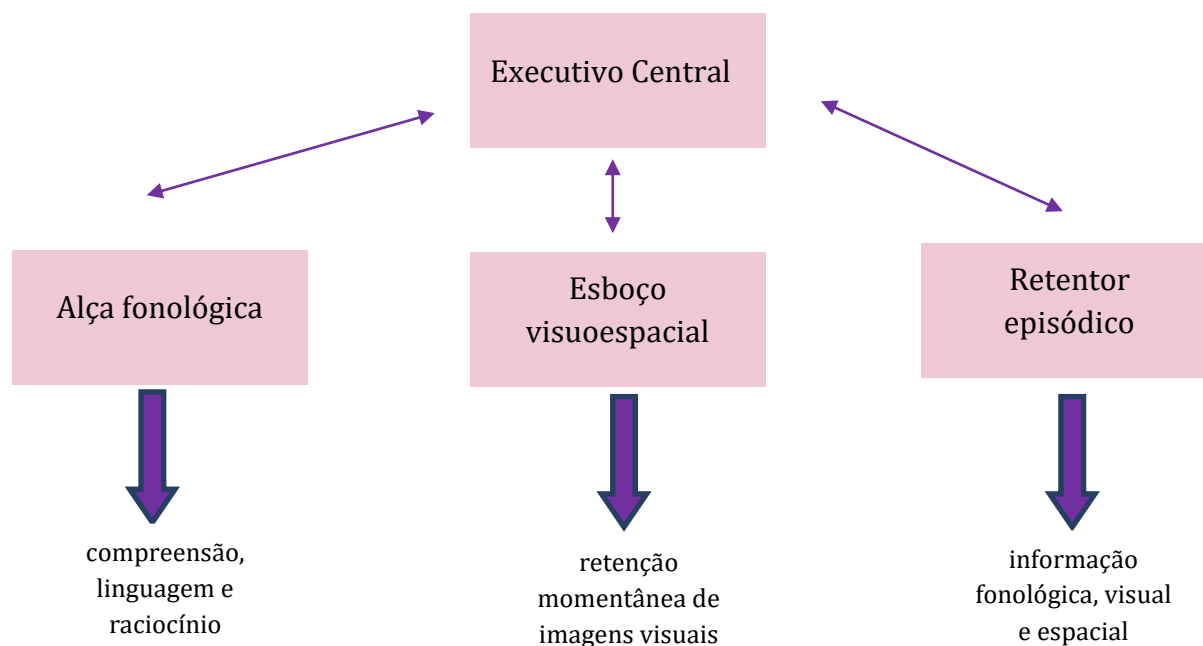 Executivo Central
Alça fonológica
Esboço
visuoespacial
Retentor
episódico
compreensão,
linguagem e
raciocínio
retenção
momentânea de
imagens visuais
informação
fonológica, visual
e espacial